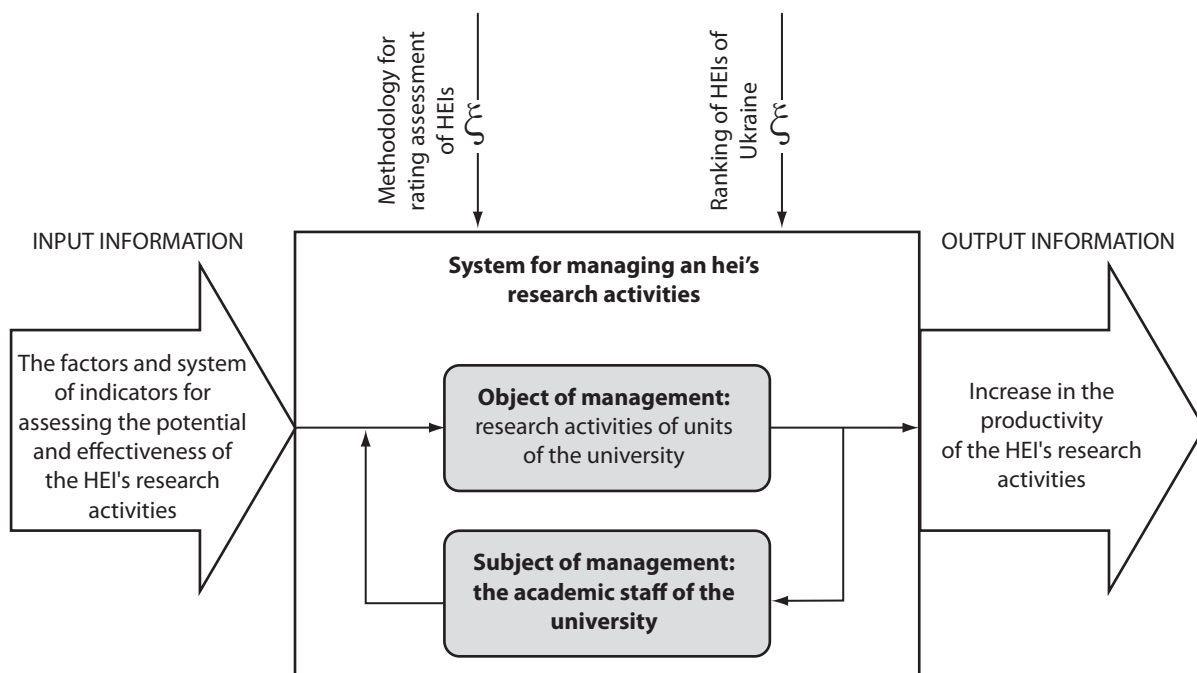 Methodology for
rating assessment
of HEIs
ξ
Ranking of HEIs of
Ukraine
ξ
INPUT INFORMATION
OUTPUT INFORMATION
System for managing an hei's
research activities
The factors and system
of indicators for
assessing the potential
and effectiveness of
the HEI's research
activities
Object of management:
research activities of units
of the university
Increase in the
productivity
of the HEI's research
activities
Subject of management:
the academic staff of the
university